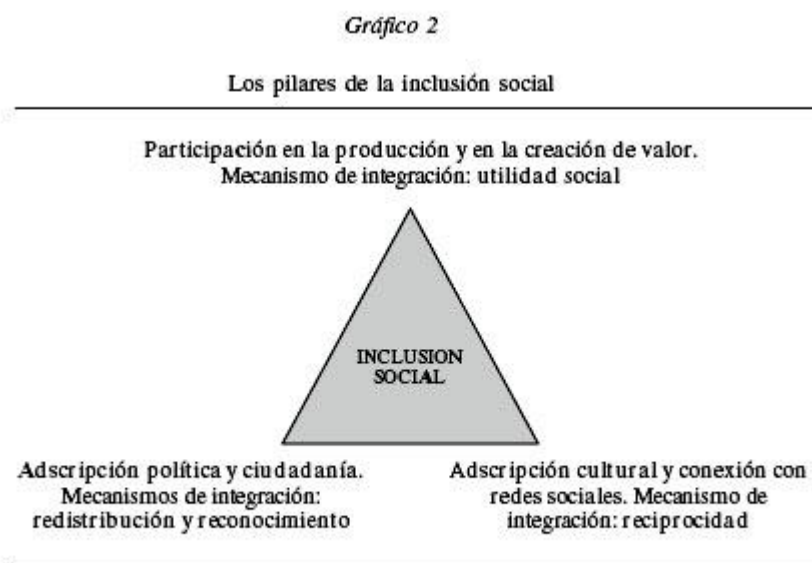 Gráfico 2
Los pilares de la inclusión social
Participación en la producción y en la creación de valor.
Mecanismo de integración: utilidad social
INCLUSION
SOCIAL
Adscripción política y ciudadanía.
Mecanismos de integración:
redistribución y reconocimiento
Adscripción cultural y conexión con
redes sociales. Mecanismo de
integración: reciprocidad